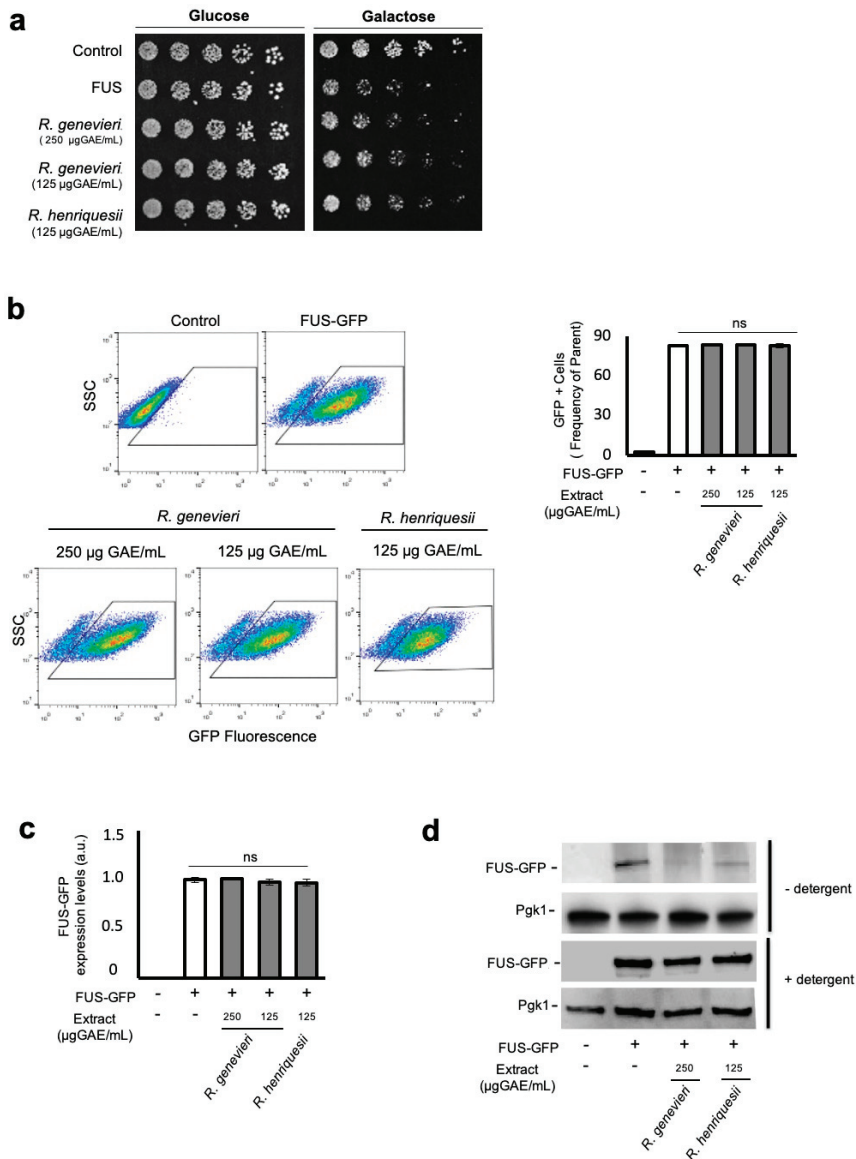 a
Glucose
Galactose
Control
FUS
R. genevieri.
( 250 µgGAE/mL)
R. genevieri.
(125 µgGAE/mL)
R. henriquesii
(125 µgGAE/mL)
b
Control
FUS-GFP
SSC
R. genevieri
R. henriquesii
250 µg GAE/mL
125 µg GAE/mL
125 µg GAE/mL
SSC
GFP Fluorescence
GFP + Cells
( Frequency of Parent)
90
60
30
0
ns
FUS-GFP - + + + +
Extract - - 250 125 125
(µgGAE/mL)
R. genevieri
R. henriquesii
c
FUS-GFP
expression levels (a.u.)
1.5
1.0
0.5
0
ns
FUS-GFP - + + + +
Extract - - 250 125 125
(µgGAE/mL)
R. genevieri
R. henriquesii
d
FUS-GFP -
Pgk1-
- detergent
FUS-GFP -
Pgk1 -
+ detergent
FUS-GFP - + + +
Extract - - 250 125
(µgGAE/mL)
R. genevieri
R. henriquesii